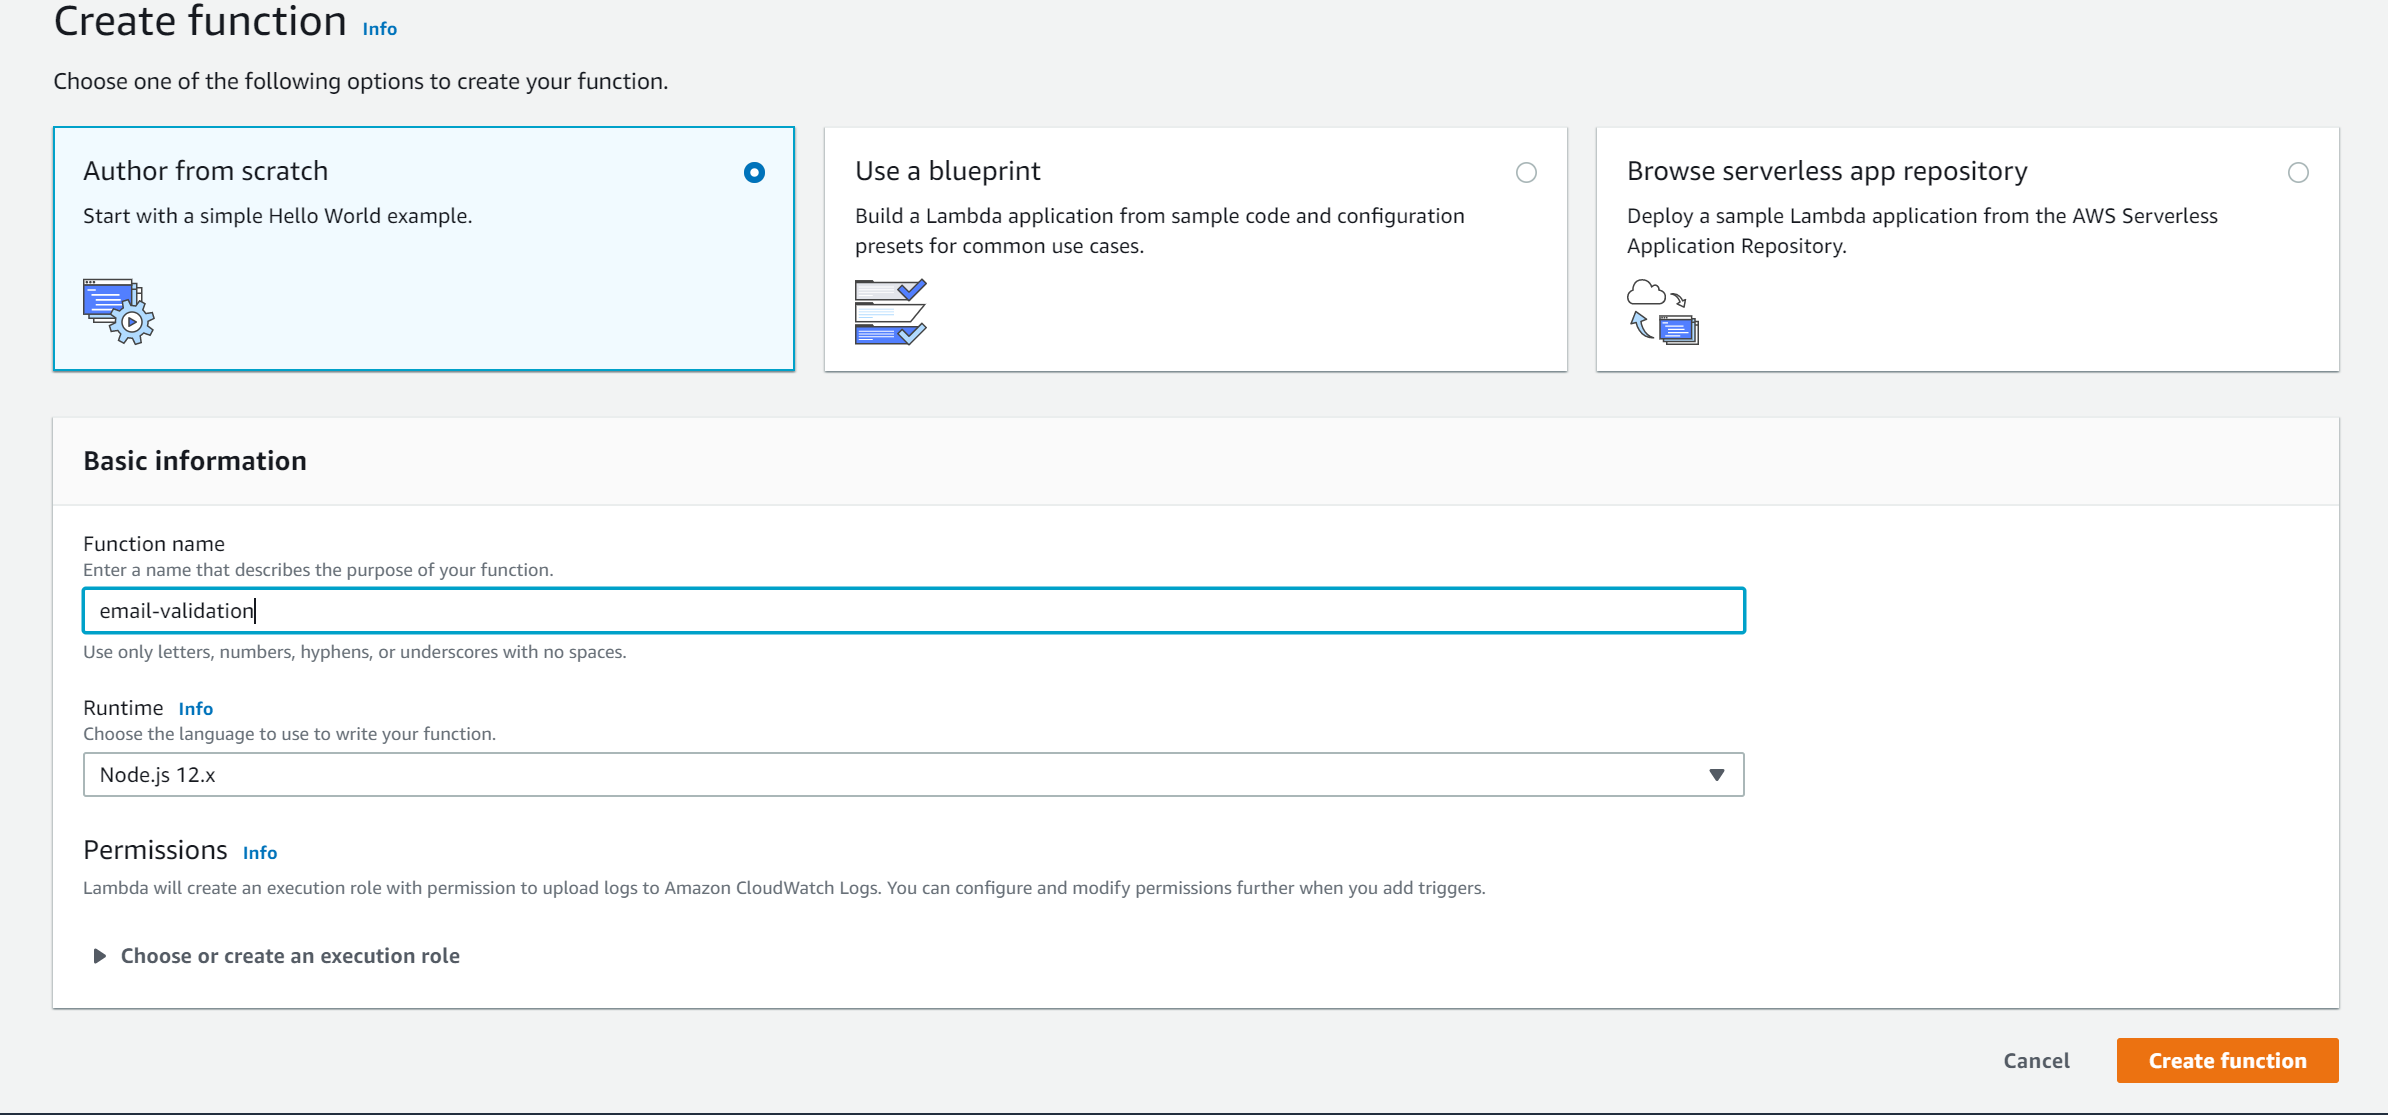 Create function Info
Choose one of the following options to create your function.
Author from scratch
Start with a simple Hello World example.
Use a blueprint
Build a Lambda application from sample code and configuration
presets for common use cases.
Browse serverless app repository
Deploy a sample Lambda application from the AWS Serverless
Application Repository.
Basic information
Function name
Enter a name that describes the purpose of your function.
email-validation
Use only letters, numbers, hyphens, or underscores with no spaces.
Runtime Info
Choose the language to use to write your function.
Node.js 12.x
Permissions Info
Lambda will create an execution role with permission to upload logs to Amazon CloudWatch Logs. You can configure and modify permissions further when you add triggers.
Choose or create an execution role
Cancel
Create function